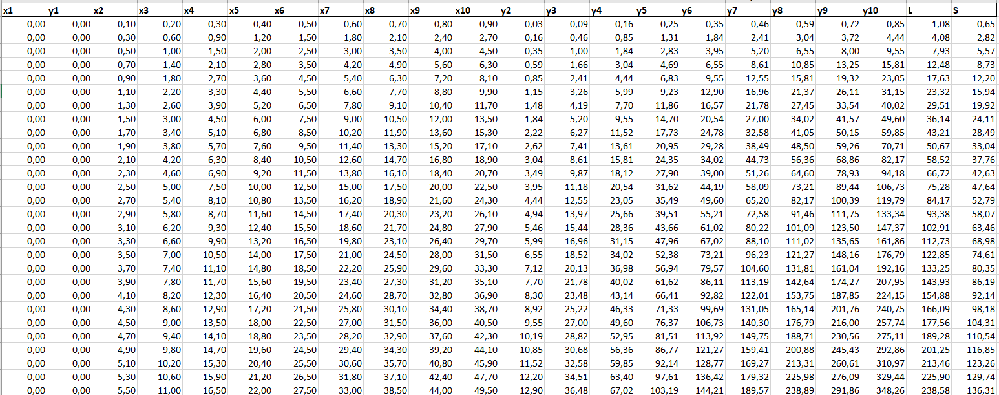 x1 y1 x2 x3 x4 x5 x6 x7 x8 x9 x10 y2 y3 y4 y5 y6 y7 y8 y9 y10 L S
0,00 0,00 0,10 0,20 0,30 0,40 0,50 0,60 0,70 0,80 0,90 0,03 0,09 0,16 0,25 0,35 0,46 0,59 0,72 0,85 1,08 0,65
0,00 0,00 0,30 0,60 0,90 1,20 1,50 1,80 2,10 2,40 2,70 0,16 0,46 0,85 1,31 1,84 2,41 3,04 3,72 4,44 4,08 2,82
0,00 0,00 0,50 1,00 1,50 2,00 2,50 3,00 3,50 4,00 4,50 0,35 1,00 1,84 2,83 3,95 5,20 6,55 8,00 9,55 7,93 5,57
0,00 0,00 0,70 1,40 2,10 2,80 3,50 4,20 4,90 5,60 6,30 0,59 1,66 3,04 4,69 6,55 8,61 10,85 13,25 15,81 12,48 8,73
0,00 0,00 0,90 1,80 2,70 3,60 4,50 5,40 6,30 7,20 8,10 0,85 2,41 4,44 6,83 9,55 12,55 15,81 19,32 23,05 17,63 12,20
0,00 0,00 1,10 2,20 3,30 4,40 5,50 6,60 7,70 8,80 9,90 1,15 3,26 5,99 9,23 12,90 16,96 21,37 26,11 31,15 23,32 15,94
0,00 0,00 1,30 2,60 3,90 5,20 6,50 7,80 9,10 10,40 11,70 1,48 4,19 7,70 11,86 16,57 21,78 27,45 33,54 40,02 29,51 19,92
0,00 0,00 1,50 3,00 4,50 6,00 7,50 9,00 10,50 12,00 13,50 1,84 5,20 9,55 14,70 20,54 27,00 34,02 41,57 49,60 36,14 24,11
0,00 0,00 1,70 3,40 5,10 6,80 8,50 10,20 11,90 13,60 15,30 2,22 6,27 11,52 17,73 24,78 32,58 41,05 50,15 59,85 43,21 28,49
0,00 0,00 1,90 3,80 5,70 7,60 9,50 11,40 13,30 15,20 17,10 2,62 7,41 13,61 20,95 29,28 38,49 48,50 59,26 70,71 50,67 33,04
0,00 0,00 2,10 4,20 6,30 8,40 10,50 12,60 14,70 16,80 18,90 3,04 8,61 15,81 24,35 34,02 44,73 56,36 68,86 82,17 58,52 37,76
0,00 0,00 2,30 4,60 6,90 9,20 11,50 13,80 16,10 18,40 20,70 3,49 9,87 18,12 27,90 39,00 51,26 64,60 78,93 94,18 66,72 42,63
0,00 0,00 2,50 5,00 7,50 10,00 12,50 15,00 17,50 20,00 22,50 3,95 11,18 20,54 31,62 44,19 58,09 73,21 89,44 106,73 75,28 47,64
0,00 0,00 2,70 5,40 8,10 10,80 13,50 16,20 18,90 21,60 24,30 4,44 12,55 23,05 35,49 49,60 65,20 82,17 100,39 119,79 84,17 52,79
0,00 0,00 2,90 5,80 8,70 11,60 14,50 17,40 20,30 23,20 26,10 4,94 13,97 25,66 39,51 55,21 72,58 91,46 111,75 133,34 93,38 58,07
0,00 0,00 3,10 6,20 9,30 12,40 15,50 18,60 21,70 24,80 27,90 5,46 15,44 28,36 43,66 61,02 80,22 101,09 123,50 147,37 102,91 63,46
0,00 0,00 3,30 6,60 9,90 13,20 16,50 19,80 23,10 26,40 29,70 5,99 16,96 31,15 47,96 67,02 88,10 111,02 135,65 161,86 112,73 68,98
0,00 0,00 3,50 7,00 10,50 14,00 17,50 21,00 24,50 28,00 31,50 6,55 18,52 34,02 52,38 73,21 96,23 121,27 148,16 176,79 122,85 74,61
0,00 0,00 3,70 7,40 11,10 14,80 18,50 22,20 25,90 29,60 33,30 7,12 20,13 36,98 56,94 79,57 104,60 131,81 161,04 192,16 133,25 80,35
0,00 0,00 3,90 7,80 11,70 15,60 19,50 23,40 27,30 31,20 35,10 7,70 21,78 40,02 61,62 86,11 113,19 142,64 174,27 207,95 143,93 86,19
0,00 0,00 4,10 8,20 12,30 16,40 20,50 24,60 28,70 32,80 36,90 8,30 23,48 43,14 66,41 92,82 122,01 153,75 187,85 224,15 154,88 92,14
0,00 0,00 4,30 8,60 12,90 17,20 21,50 25,80 30,10 34,40 38,70 8,92 25,22 46,33 71,33 99,69 131,05 165,14 201,76 240,75 166,09 98,18
0,00 0,00 4,50 9,00 13,50 18,00 22,50 27,00 31,50 36,00 40,50 9,55 27,00 49,60 76,37 106,73 140,30 176,79 216,00 257,74 177,56 104,31
0,00 0,00 4,70 9,40 14,10 18,80 23,50 28,20 32,90 37,60 42,30 10,19 28,82 52,95 81,51 113,92 149,75 188,71 230,56 275,11 189,28 110,54
0,00 0,00 4,90 9,80 14,70 19,60 24,50 29,40 34,30 39,20 44,10 10,85 30,68 56,36 86,77 121,27 159,41 200,88 245,43 292,86 201,25 116,85
0,00 0,00 5,10 10,20 15,30 20,40 25,50 30,60 35,70 40,80 45,90 11,52 32,58 59,85 92,14 128,77 169,27 213,31 260,61 310,97 213,46 123,26
0,00 0,00 5,30 10,60 15,90 21,20 26,50 31,80 37,10 42,40 47,70 12,20 34,51 63,40 97,61 136,42 179,32 225,98 276,09 329,44 225,90 129,74
0,00 0,00 5,50 11,00 16,50 22,00 27,50 33,00 38,50 44,00 49,50 12,90 36,48 67,02 103,19 144,21 189,57 238,89 291,86 348,26 238,58 136,31